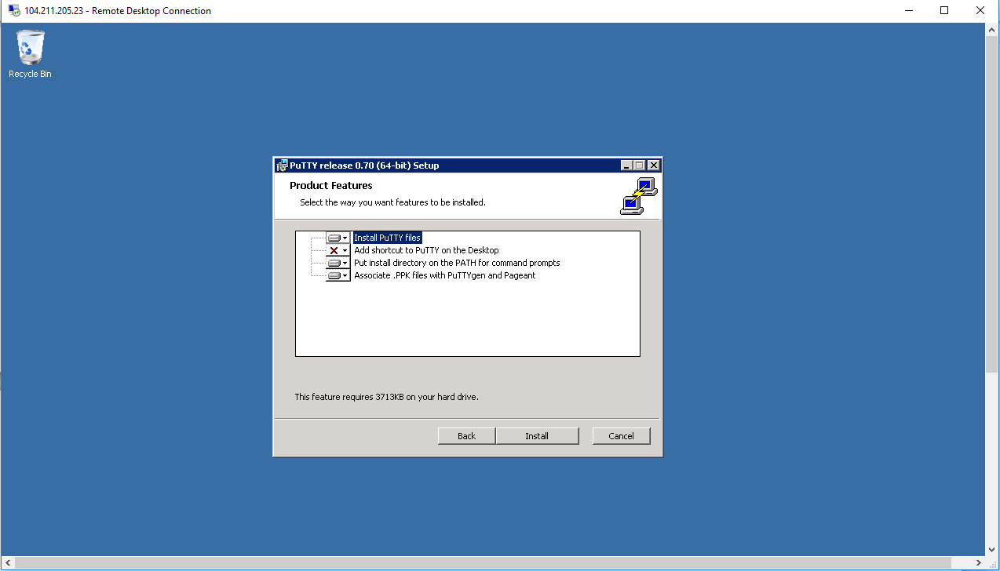 104.211.205.23 - Remote Desktop Connection
Recycle Bin
PuTTY release 0.70 (64-bit) Setup
Product Features
Select the way you want features to be installed.
Install PuTTY files
Add shortcut to PuTTY on the Desktop
Put install directory on the PATH for command prompts
Associate .PPK files with PuTTYgen and Pageant
This feature requires 3713KB on your hard drive.
Back Install Cancel